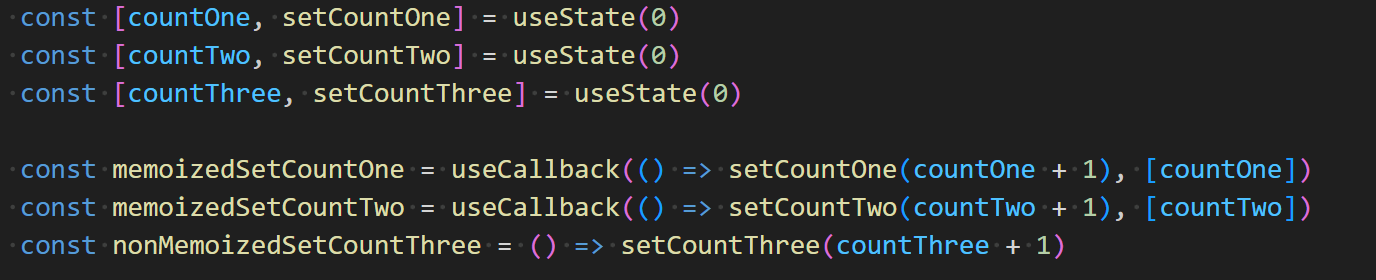 const [countOne, setCountOne] = useState(0)
const [countTwo, setCountTwo] = useState(0)
const [countThree, setCountThree] = useState(0)
const memoizedSetCountOne = useCallback(() => setCountOne(countOne + 1), [countOne])
const memoizedSetCountTwo = useCallback(() => setCountTwo(countTwo + 1), [countTwo])
const nonMemoizedSetCountThree = () => setCountThree(countThree + 1)